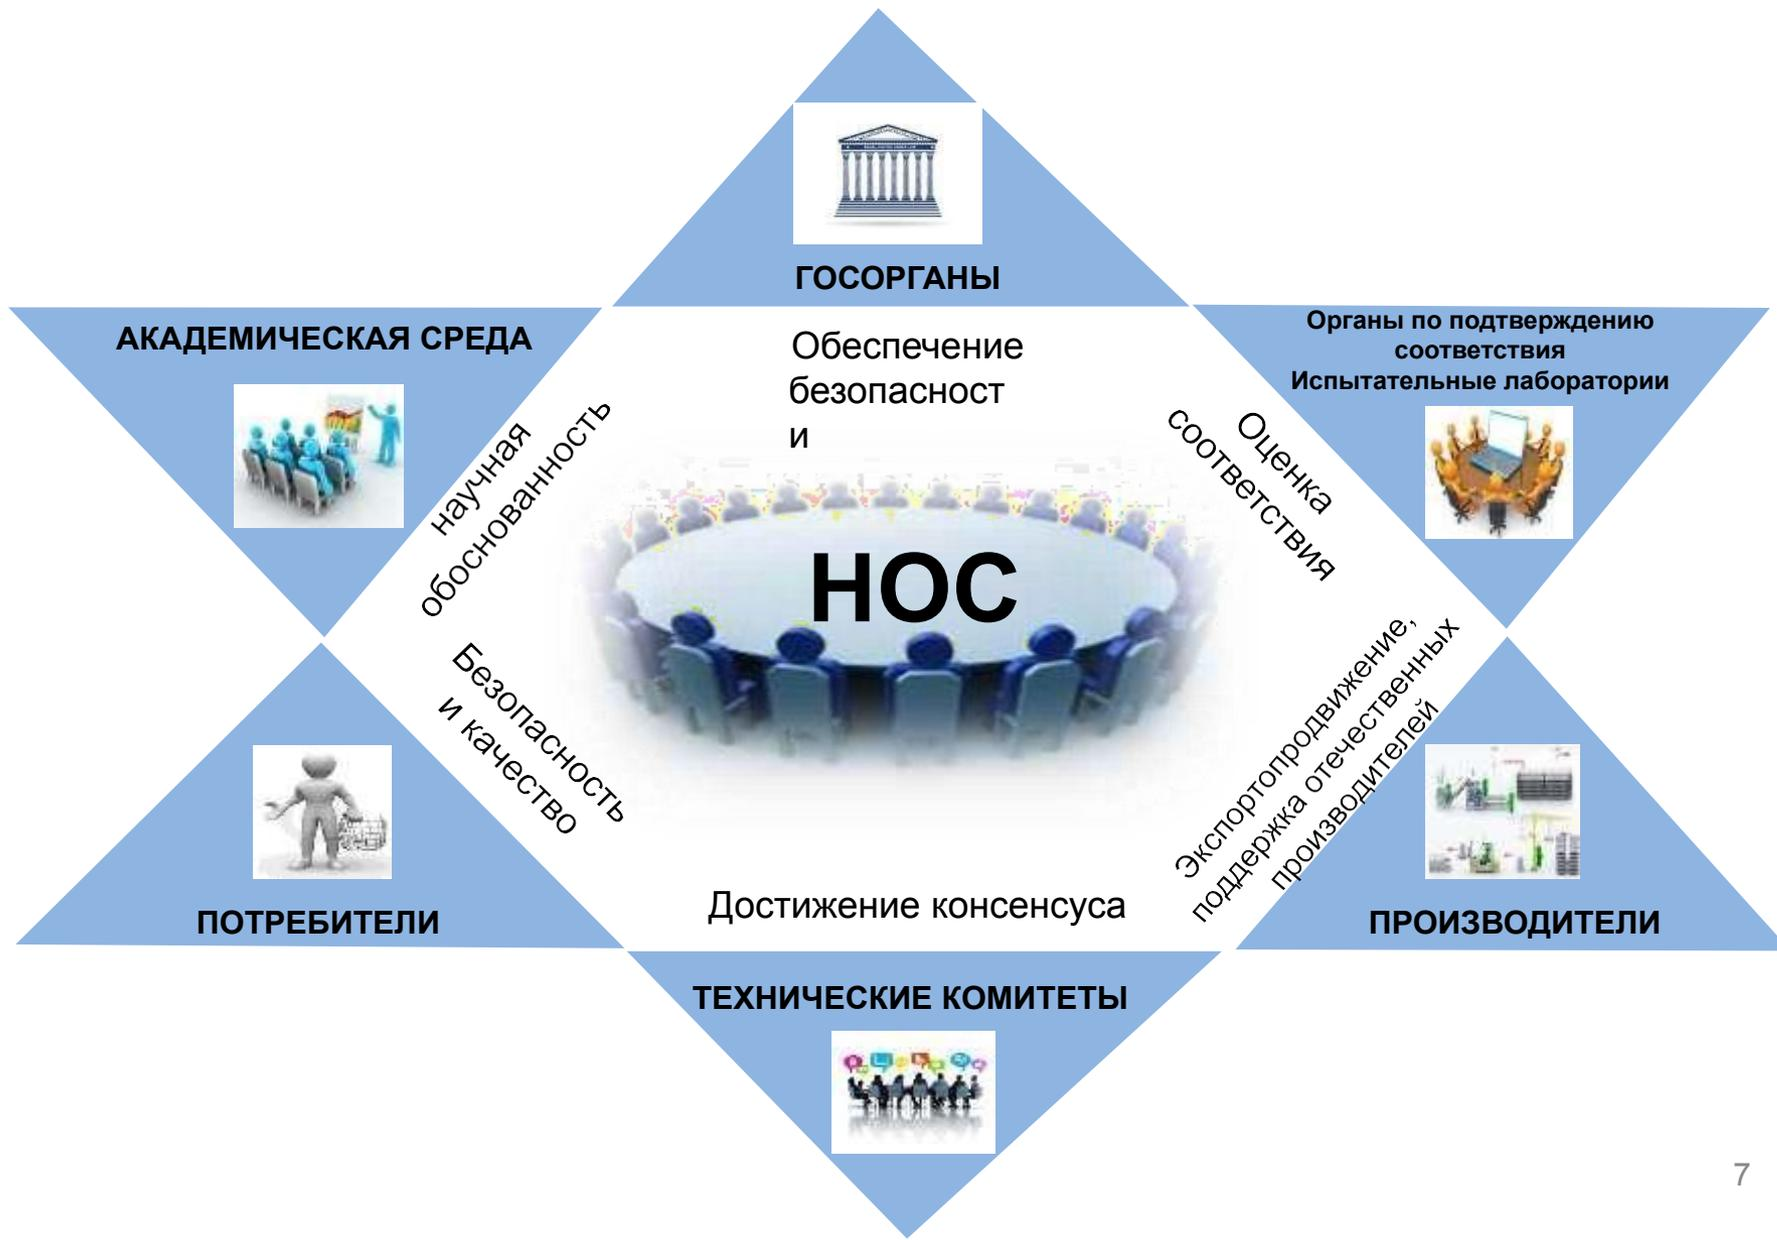 ГОСОРГАНЫ
АКАДЕМИЧЕСКАЯ СРЕДА
Органы по подтверждению
соответствия
Испытательные лаборатории
Обеспечение
безопасност
и
научная
обоснованность
Оценка
соответствия
НОС
Безопасность
и качество
Экспортопродвижение,
поддержка отечественных
производителей
Достижение консенсуса
ПОТРЕБИТЕЛИ
ПРОИЗВОДИТЕЛИ
ТЕХНИЧЕСКИЕ КОМИТЕТЫ
7